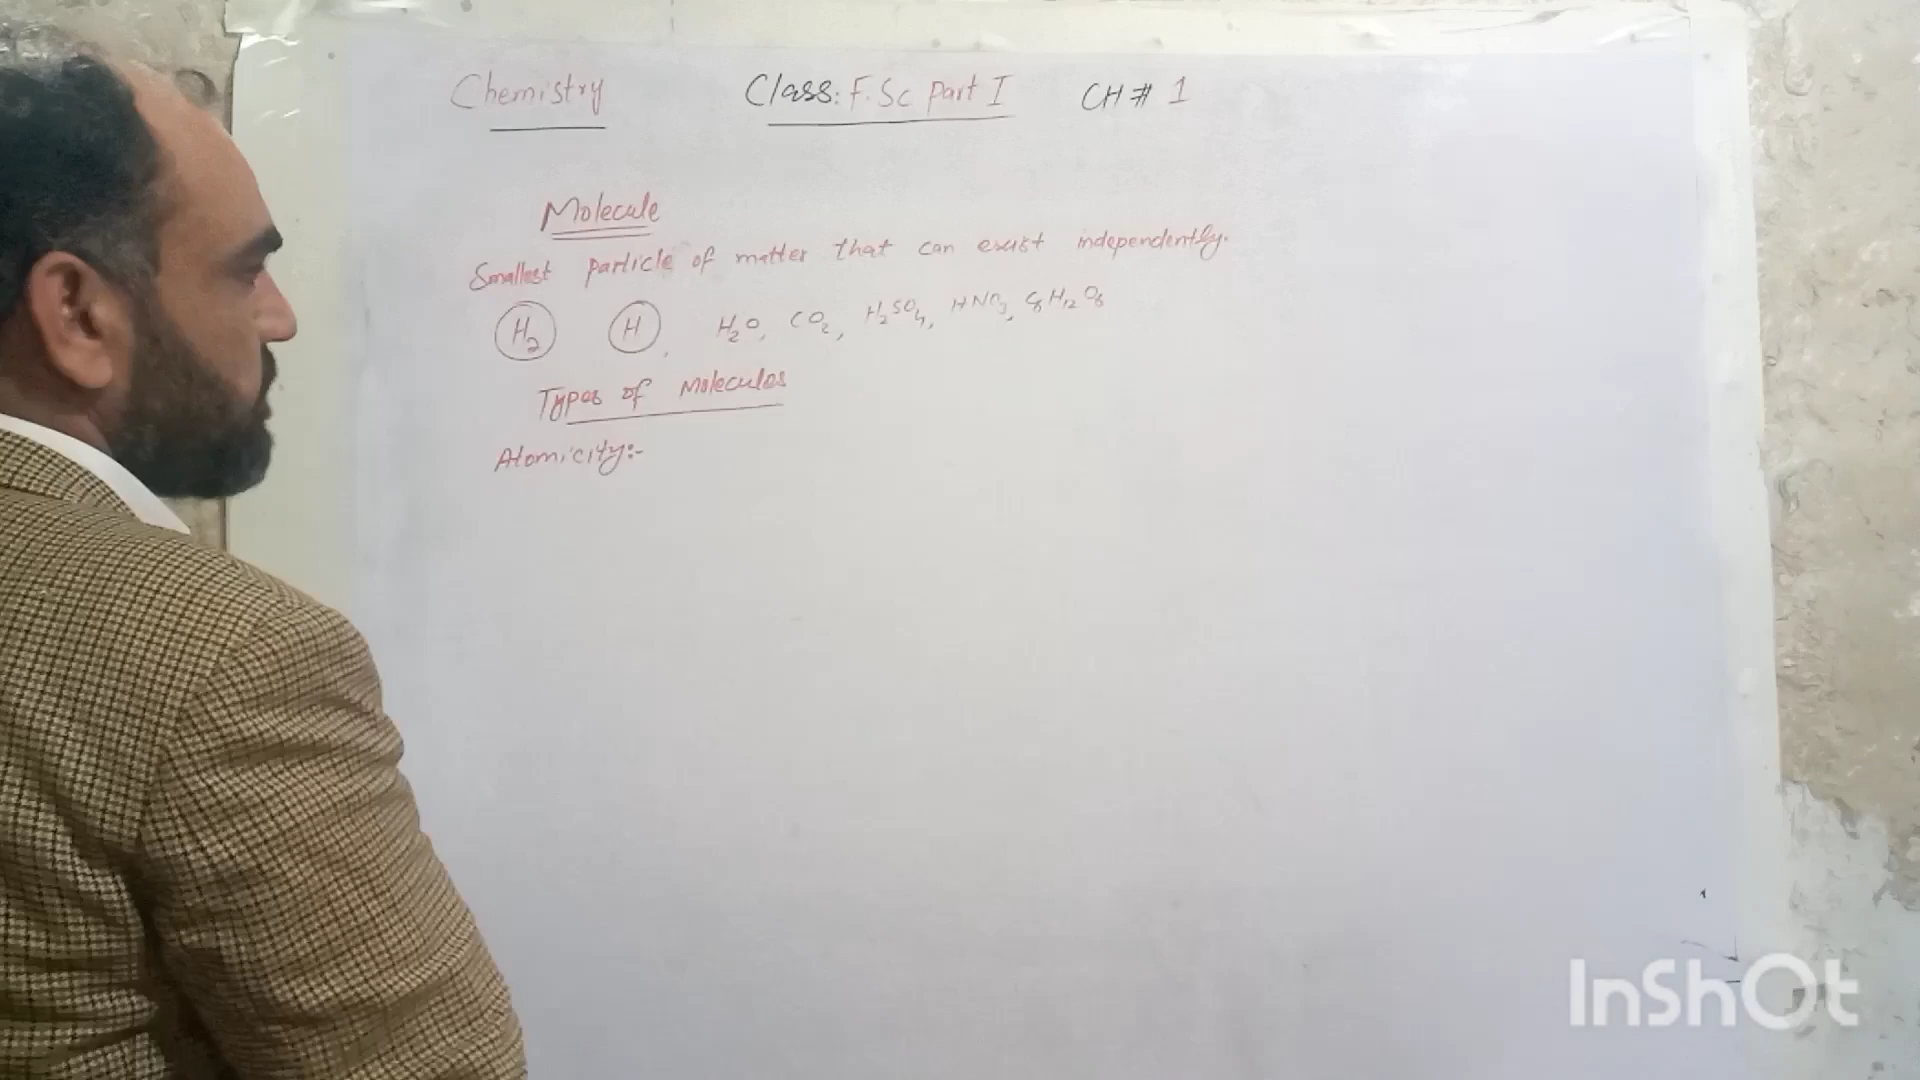 Chemistry Class: F.Sc Part I CH# 1
Molecule
Smallest Particle of matter that can exist independently.
H₂ H, H₂O, CO₂, H₂SO₄, HNO₃, C₆H₁₂O₆
Types of Molecules
Atomicity:-
InShOt